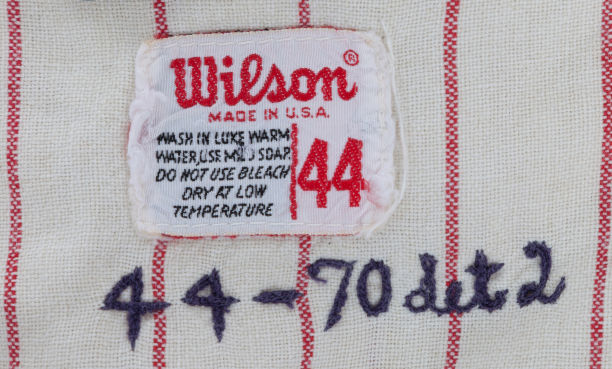 Wilson®
MADE IN U.S.A.
WASH IN LUKE WARM
WATER, USE MILD SOAP.
DO NOT USE BLEACH
DRY AT LOW
TEMPERATURE
44
44-70 det 2